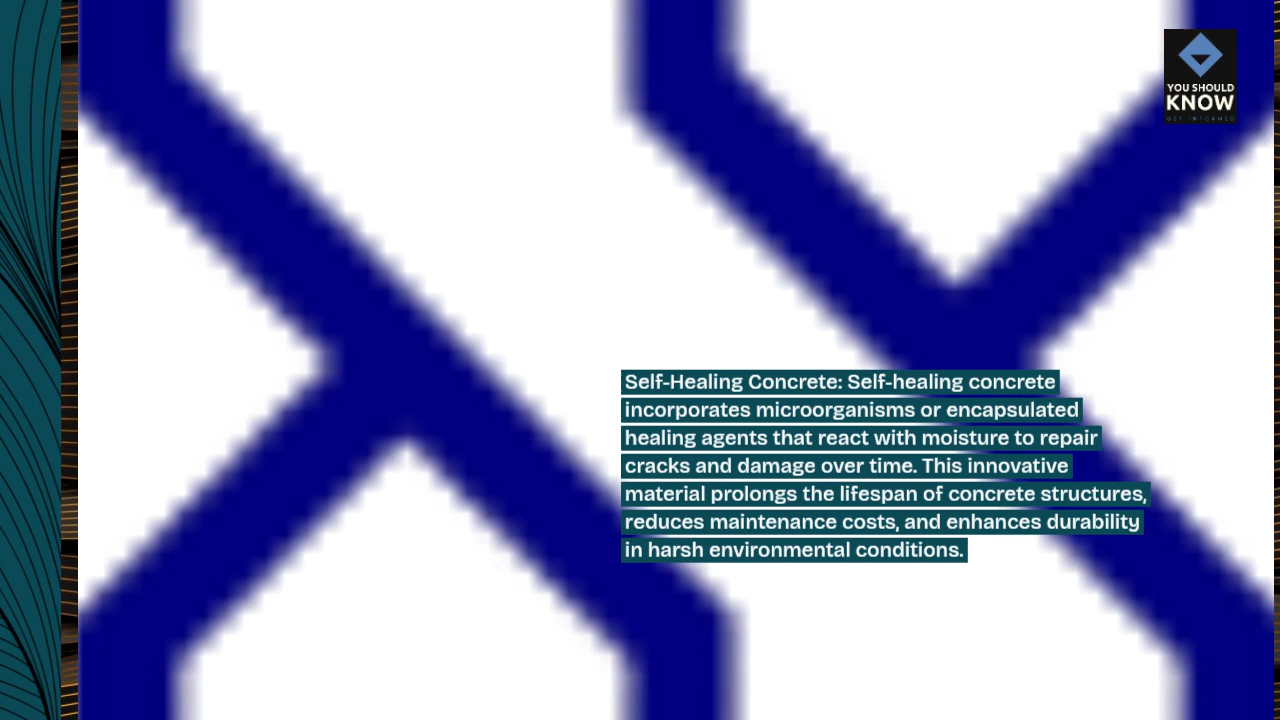 YOU SHOULD
KNOW
GET INFORMED
Self-Healing Concrete: Self-healing concrete
incorporates microorganisms or encapsulated
healing agents that react with moisture to repair
cracks and damage over time. This innovative
material prolongs the lifespan of concrete structures,
reduces maintenance costs, and enhances durability
in harsh environmental conditions.